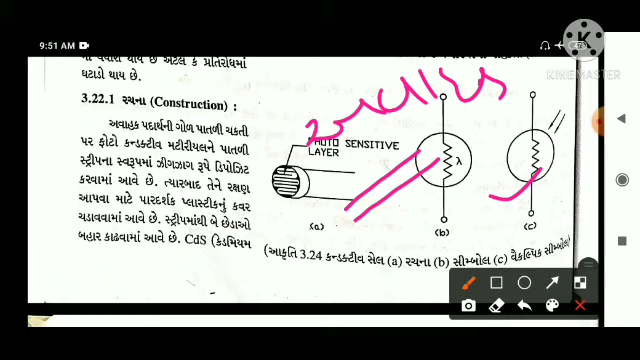 9:51 AM
67
KINEMASTER
ઘટાડો થાય છે.
3.22.1 રચના (Construction) :
અવાહક પદાર્થની ગોળ પાતળી ચકતી
પર ફોટો કન્ડક્ટીવ મટીરીયલને પાતળી
સ્ટ્રીપના સ્વરૂપમાં ઝીગઝાગ રૂપે ડિપોઝિટ
કરવામાં આવે છે. ત્યારબાદ તેને રક્ષણ
આપવા માટે પારદર્શક પ્લાસ્ટીકનું કવર
ચડાવવામાં આવે છે. સ્ટ્રીપમાંથી બે છેડાઓ
બહાર કાઢવામાં આવે છે. CdS (કેડમિયમ
PHOTO SENSITIVE
LAYER
λ
(a)
(b)
(c)
(આકૃતિ 3.24 કન્ડક્ટીવ સેલ (a) રચના (b) સીમ્બોલ (c) વૈકલ્પિક સીમ્બોલ)